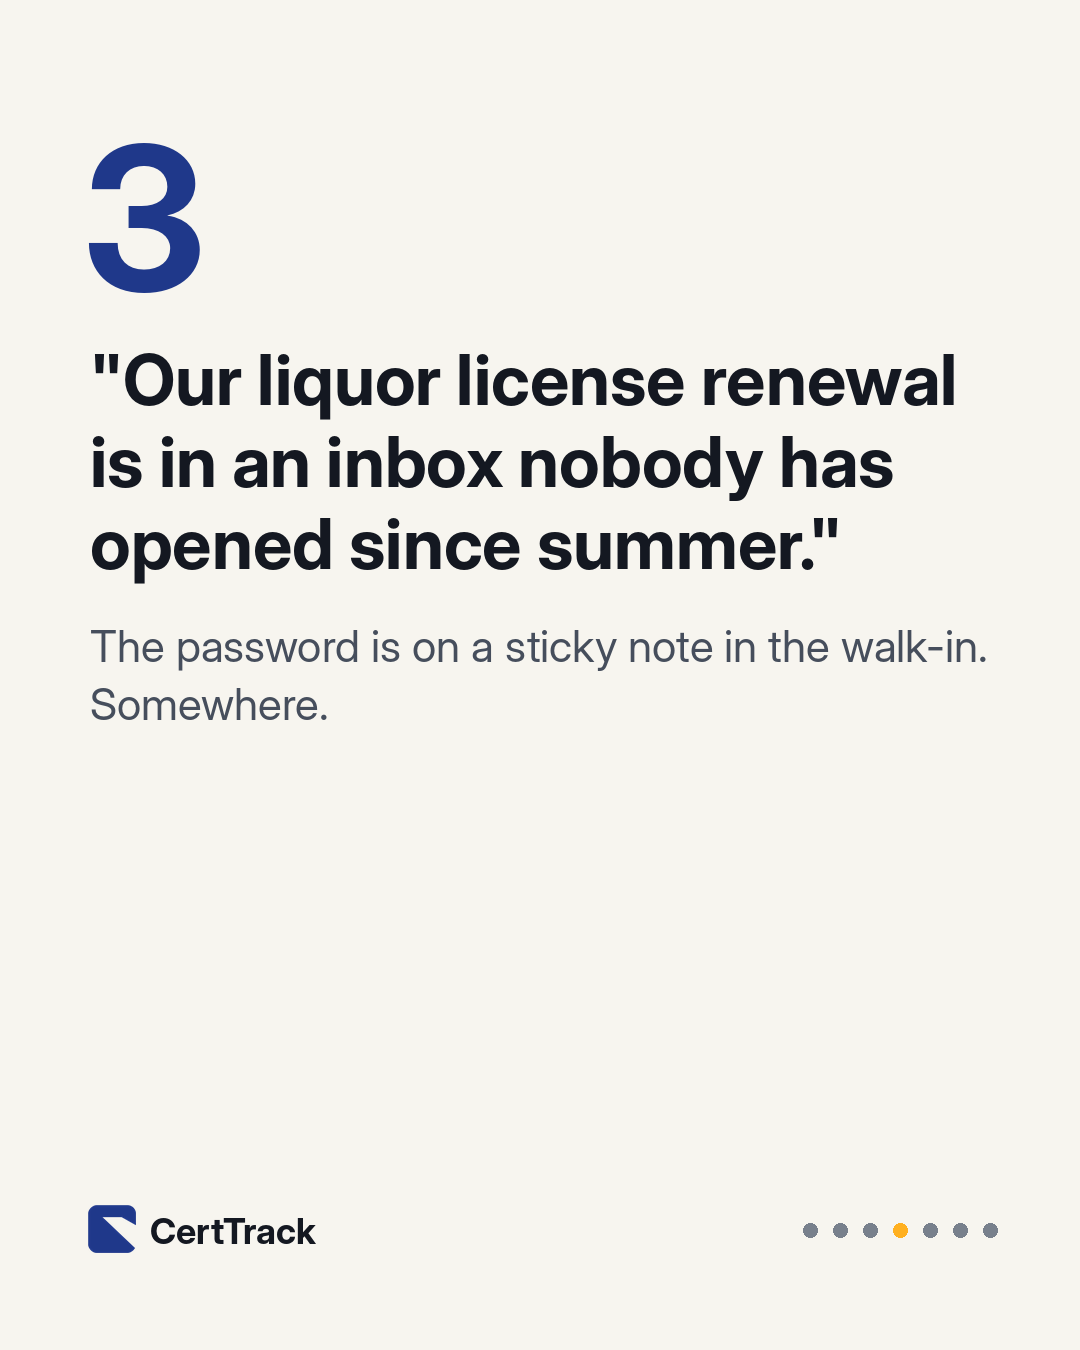 3
"Our liquor license renewal
is in an inbox nobody has
opened since summer."
The password is on a sticky note in the walk-in.
Somewhere.
CertTrack